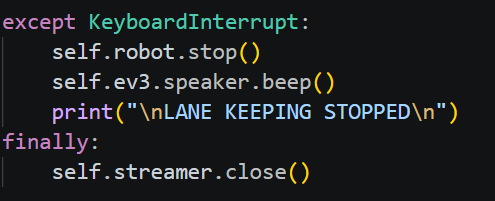 except KeyboardInterrupt:
    self.robot.stop()
    self.ev3.speaker.beep()
    print("\nLANE KEEPING STOPPED\n")
finally:
    self.streamer.close()